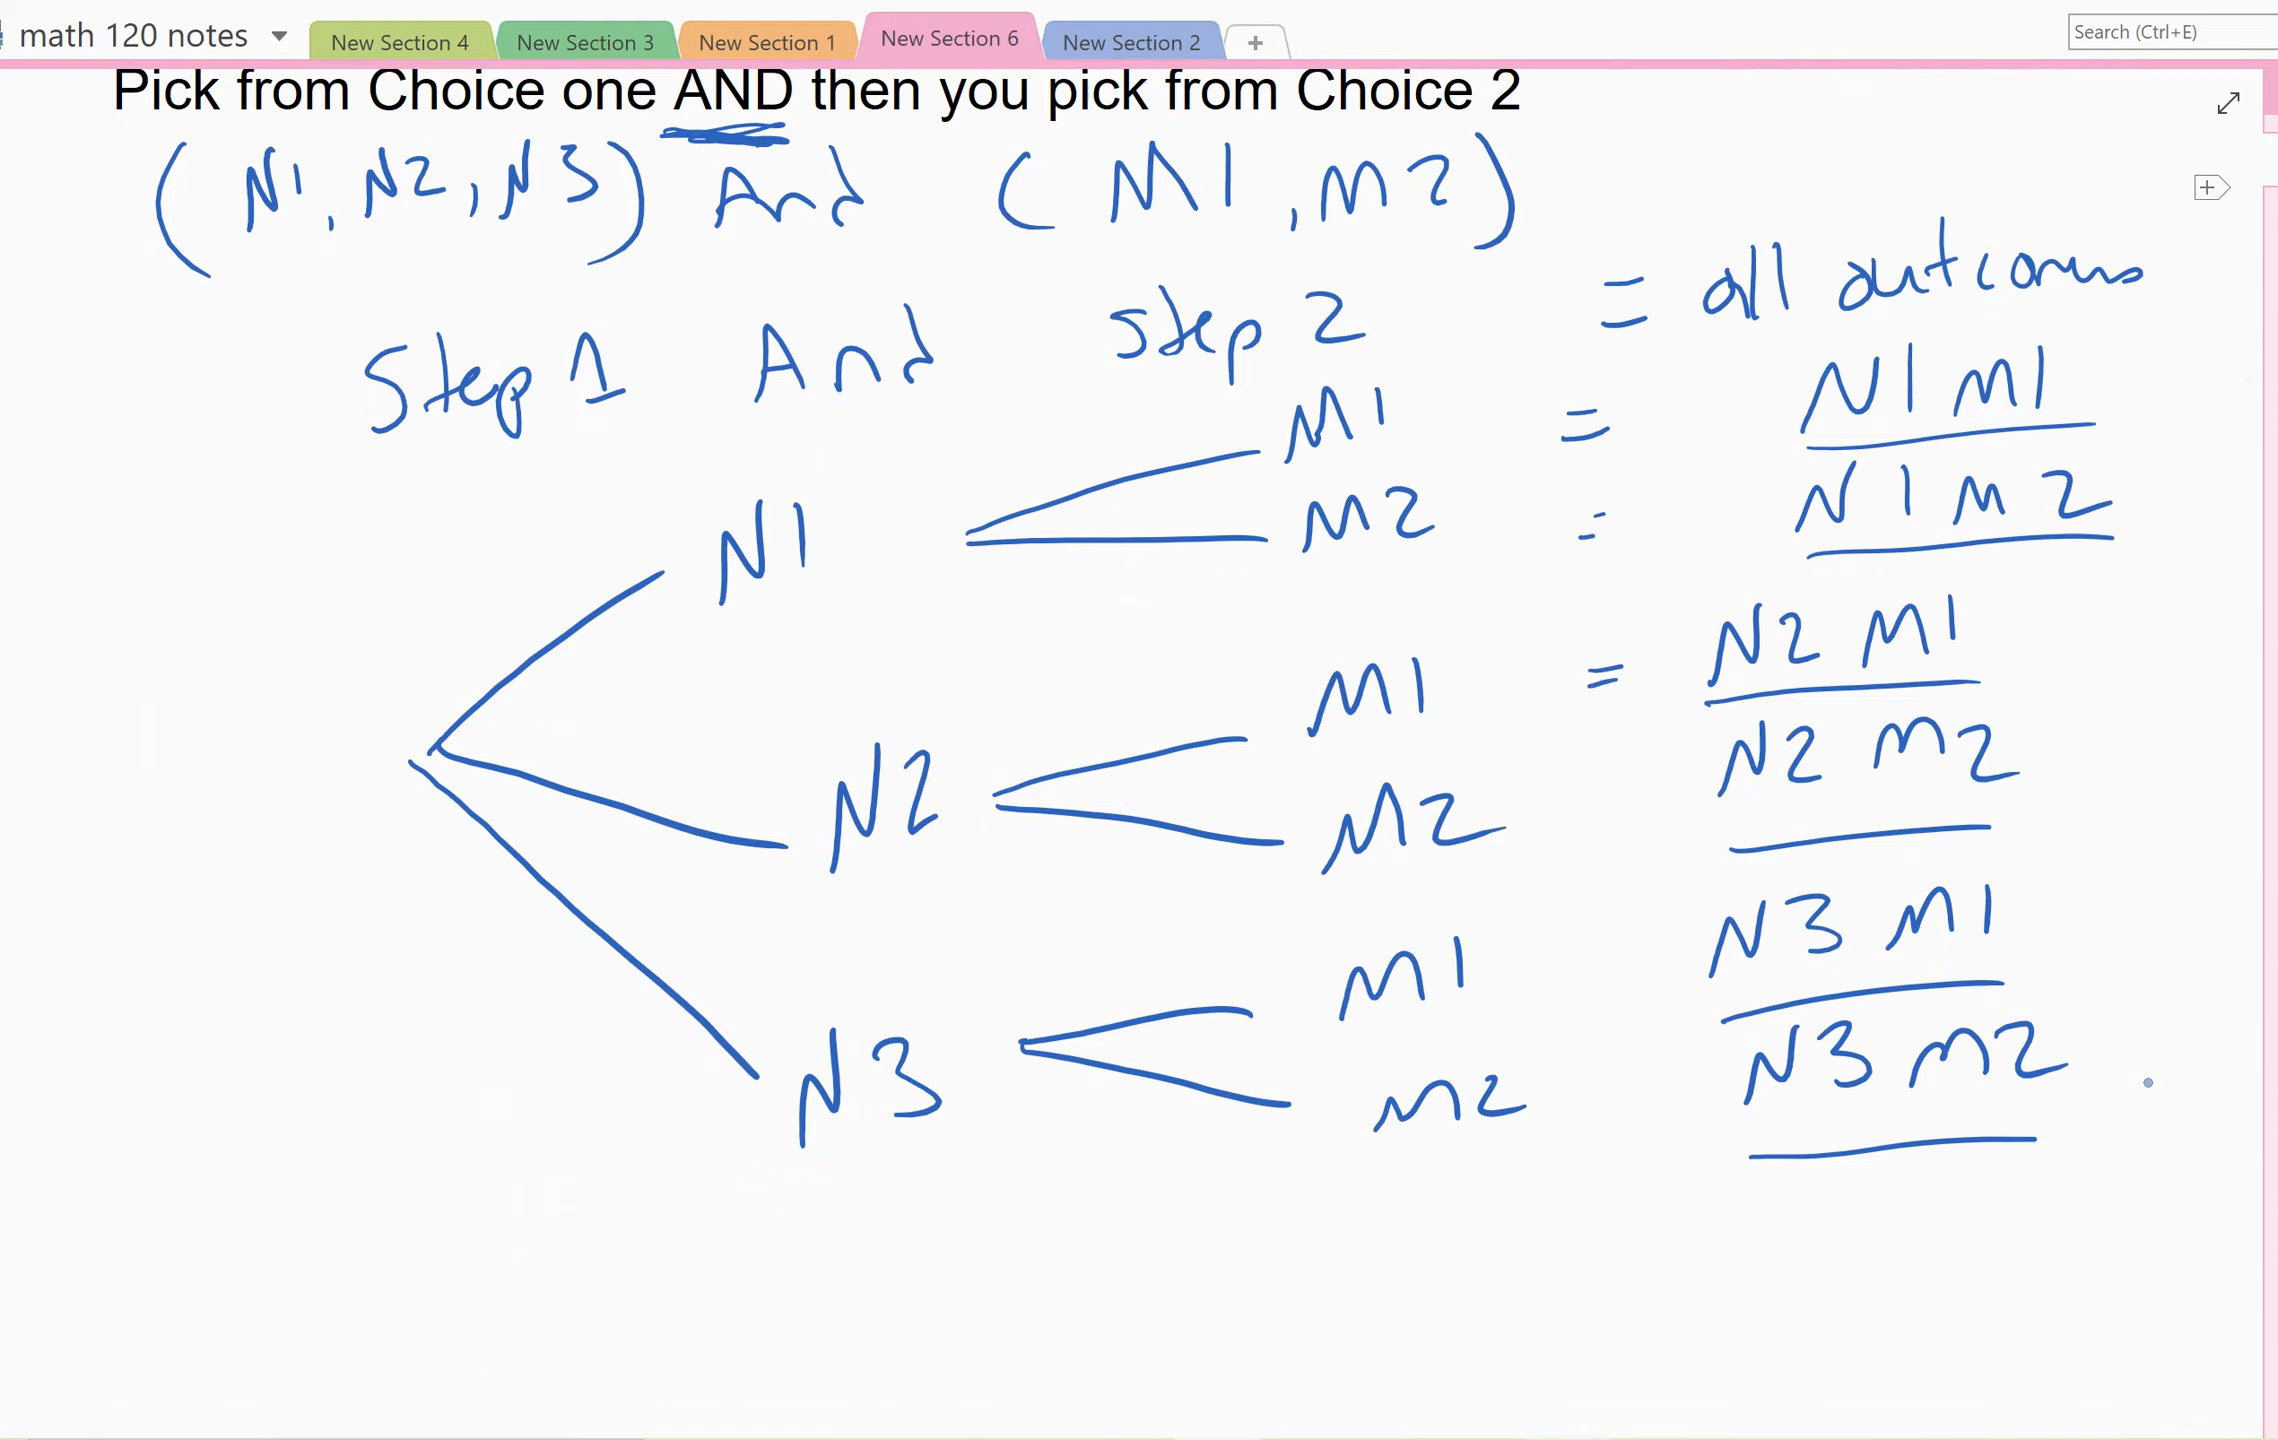 math 120 notes New Section 4 New Section 3 New Section 1 New Section 6 New Section 2 + Search (Ctrl+E)
Pick from Choice one AND then you pick from Choice 2
(N1, N2, N3) And (M1, M2)
= all outcoms
Step 1 And Step 2
M1 = N1 M1
N1 M2 = N1 M2
M1 = N2 M1
N2 M2 N2 M2
M1 N3 M1
N3 M2 N3 M2